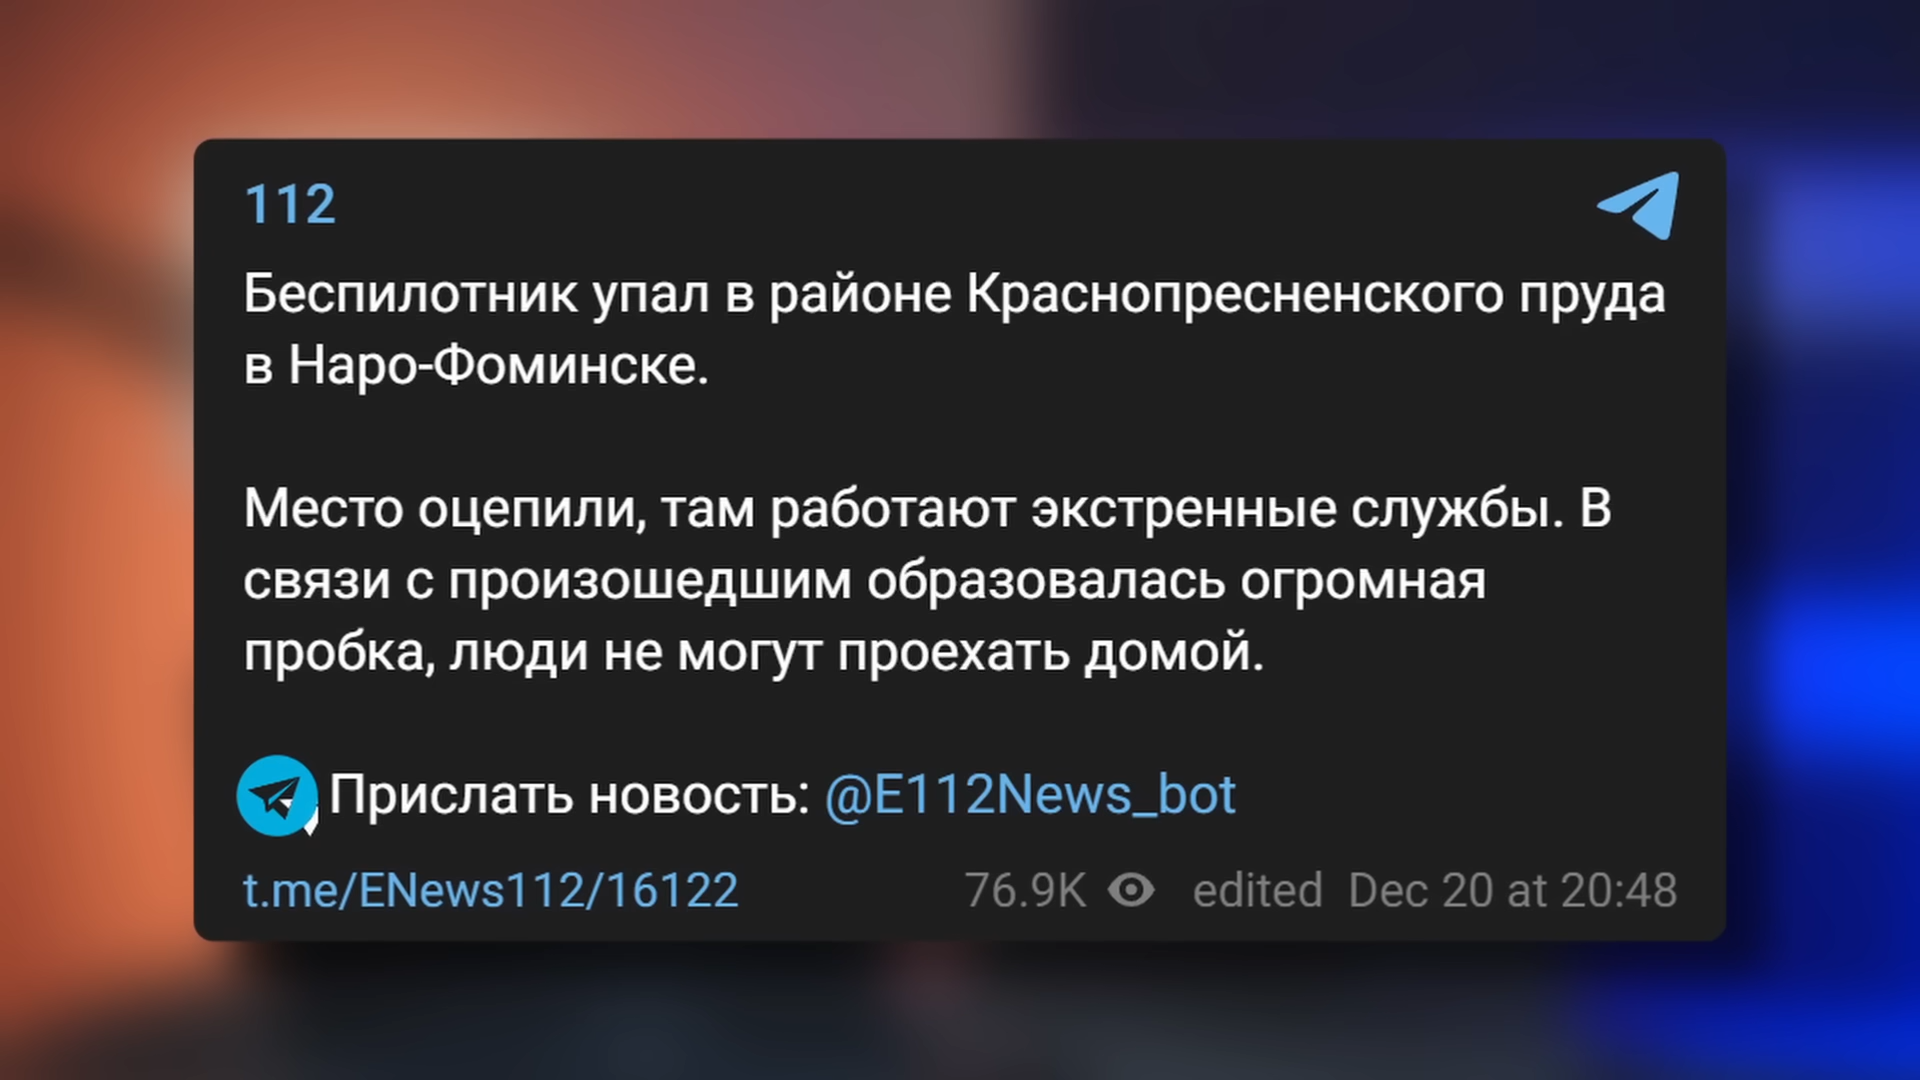 112
Беспилотник упал в районе Краснопресненского пруда
в Наро-Фоминске.
Место оцепили, там работают экстренные службы. В
связи с произошедшим образовалась огромная
пробка, люди не могут проехать домой.
Прислать новость: @E112News_bot
t.me/ENews112/16122 76.9K edited Dec 20 at 20:48